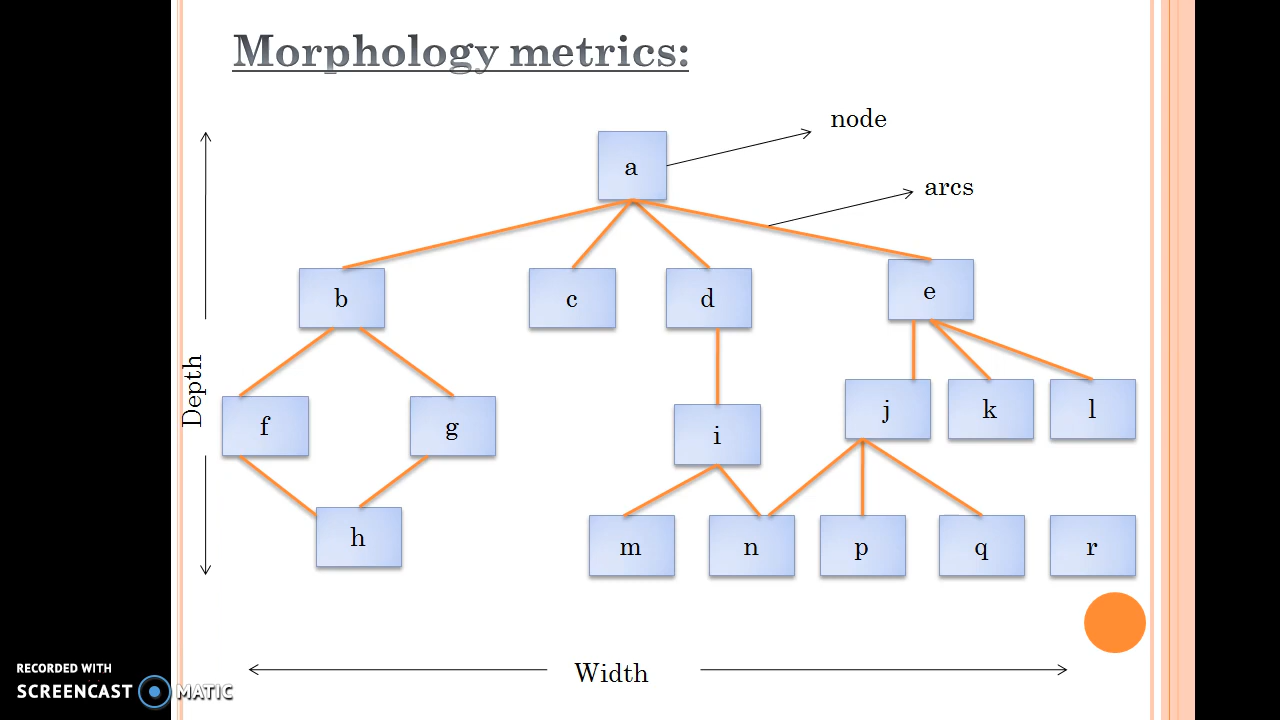 Morphology metrics:
node
a
arcs
b
c
d
e
Depth
f
g
i
j
k
l
h
m
n
p
q
r
Width
RECORDED WITH
SCREENCAST MATIC